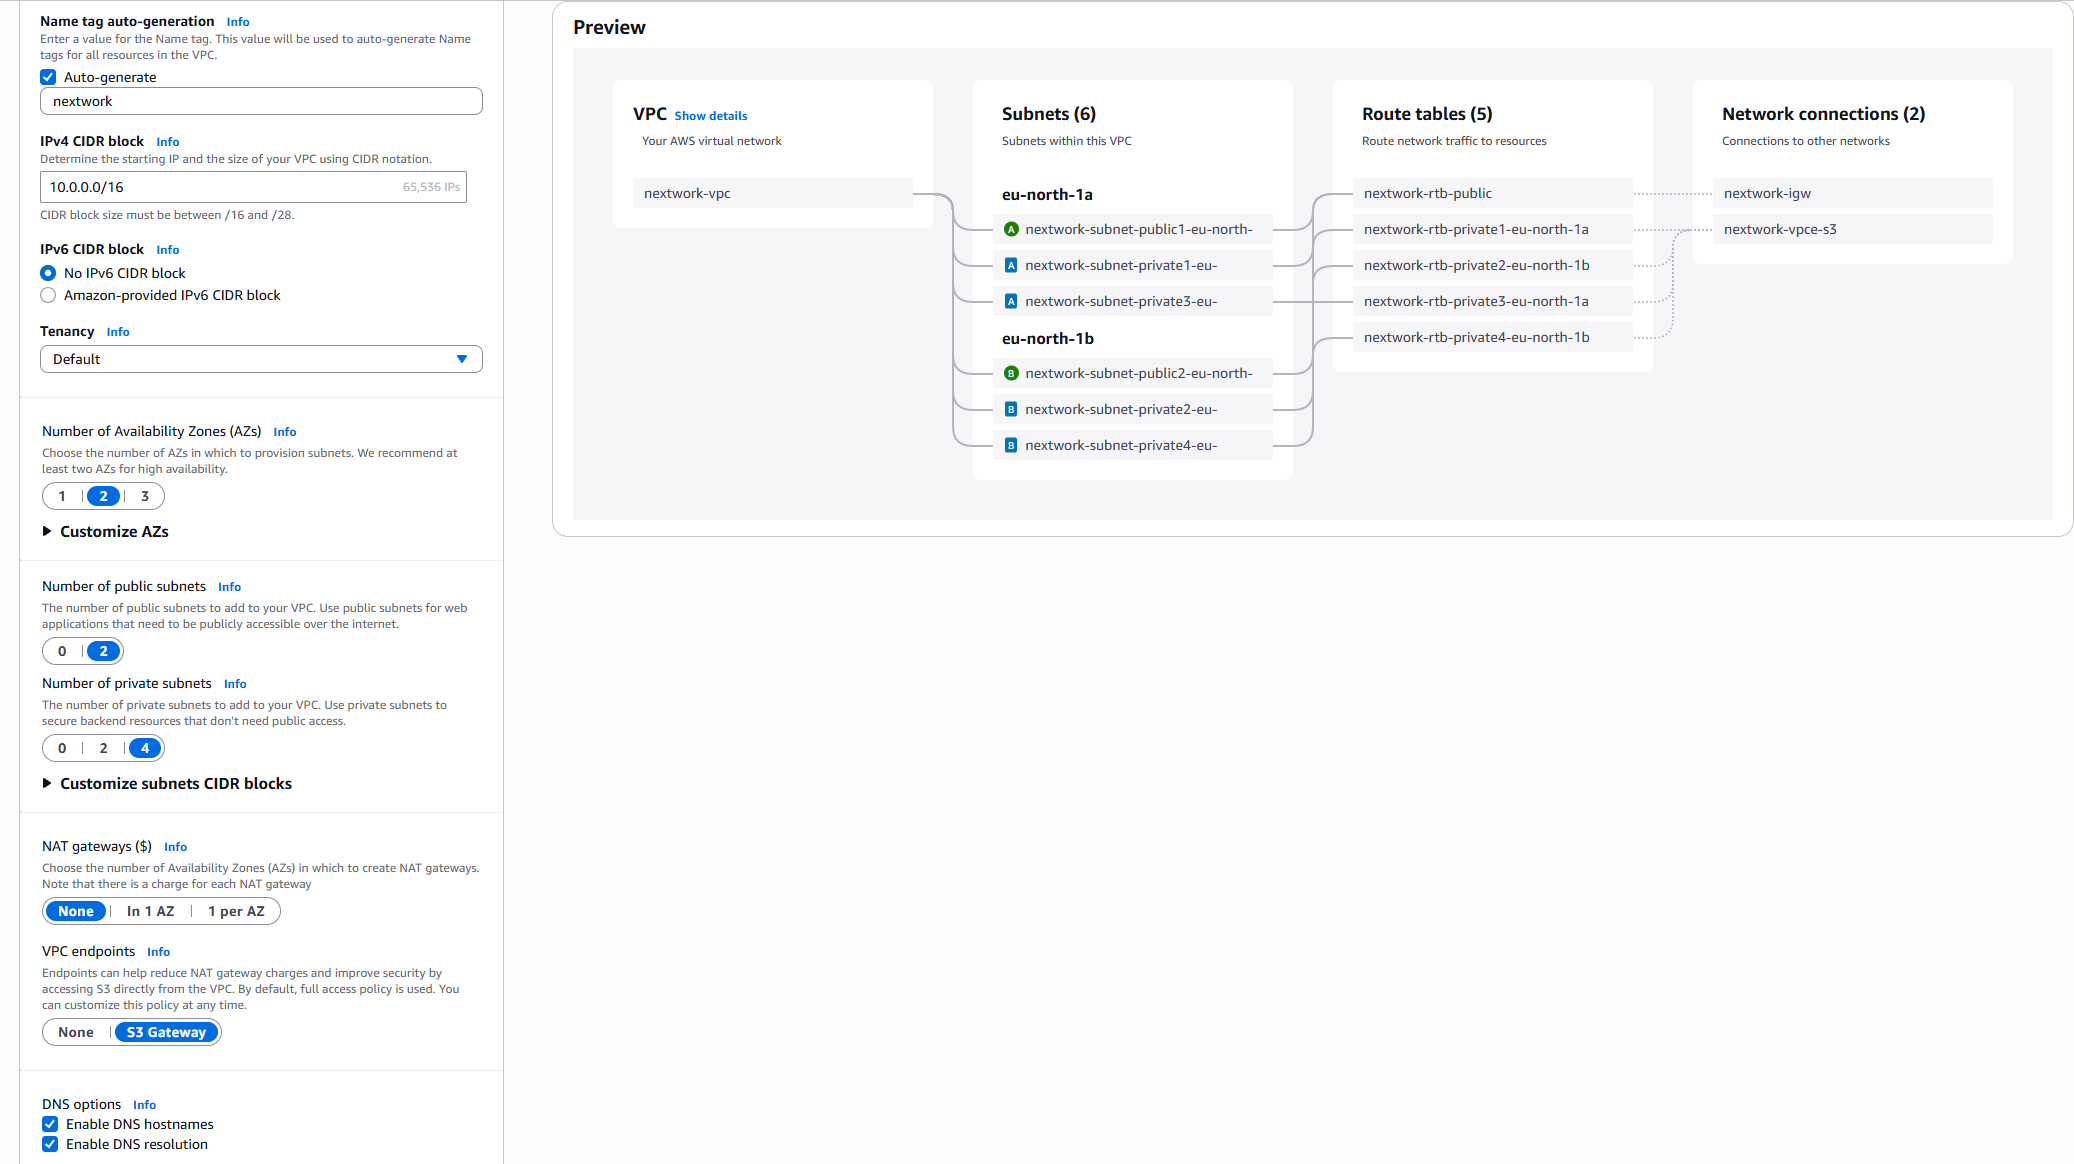 Name tag auto-generation Info
Enter a value for the Name tag. This value will be used to auto-generate Name
tags for all resources in the VPC.
Auto-generate
nextwork
IPv4 CIDR block Info
Determine the starting IP and the size of your VPC using CIDR notation.
10.0.0.0/16 65,536 IPs
CIDR block size must be between /16 and /28.
IPv6 CIDR block Info
No IPv6 CIDR block
Amazon-provided IPv6 CIDR block
Tenancy Info
Default
Number of Availability Zones (AZs) Info
Choose the number of AZs in which to provision subnets. We recommend at
least two AZs for high availability.
1 2 3
Customize AZs
Number of public subnets Info
The number of public subnets to add to your VPC. Use public subnets for web
applications that need to be publicly accessible over the internet.
0 2
Number of private subnets Info
The number of private subnets to add to your VPC. Use private subnets to
secure backend resources that don't need public access.
0 2 4
Customize subnets CIDR blocks
NAT gateways ($) Info
Choose the number of Availability Zones (AZs) in which to create NAT gateways.
Note that there is a charge for each NAT gateway
None In 1 AZ 1 per AZ
VPC endpoints Info
Endpoints can help reduce NAT gateway charges and improve security by
accessing S3 directly from the VPC. By default, full access policy is used. You
can customize this policy at any time.
None S3 Gateway
DNS options Info
Enable DNS hostnames
Enable DNS resolution
Preview
VPC Show details
Your AWS virtual network
nextwork-vpc
Subnets (6)
Subnets within this VPC
eu-north-1a
A nextwork-subnet-public1-eu-north-
A nextwork-subnet-private1-eu-
A nextwork-subnet-private3-eu-
eu-north-1b
B nextwork-subnet-public2-eu-north-
B nextwork-subnet-private2-eu-
B nextwork-subnet-private4-eu-
Route tables (5)
Route network traffic to resources
nextwork-rtb-public
nextwork-rtb-private1-eu-north-1a
nextwork-rtb-private2-eu-north-1b
nextwork-rtb-private3-eu-north-1a
nextwork-rtb-private4-eu-north-1b
Network connections (2)
Connections to other networks
nextwork-igw
nextwork-vpce-s3